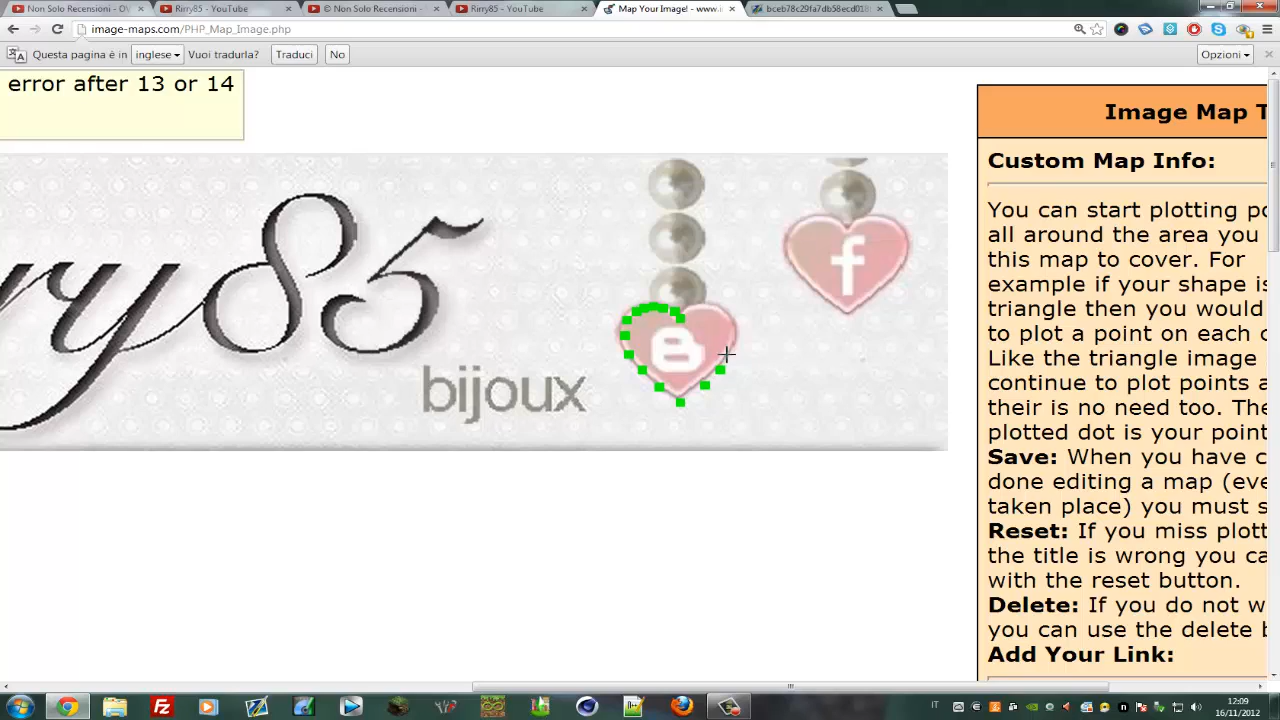 Non Solo Recensioni - OV
Rirry85 - YouTube
© Non Solo Recensioni -
Rirry85 - YouTube
Map Your Image! - www.i
bceb78c29fa7db58ecd018
image-maps.com/PHP_Map_Image.php
Questa pagina è in
inglese
Vuoi tradurla?
Traduci
No
Opzioni
error after 13 or 14
ry85
bijoux
f
B
Image Map T
Custom Map Info:
You can start plotting po
all around the area you
this map to cover. For
example if your shape is
triangle then you would
to plot a point on each c
Like the triangle image
continue to plot points a
their is no need too. The
plotted dot is your point
Save: When you have c
done editing a map (eve
taken place) you must s
Reset: If you miss plott
the title is wrong you ca
with the reset button.
Delete: If you do not w
you can use the delete b
Add Your Link:
IT
12:09
16/11/2012